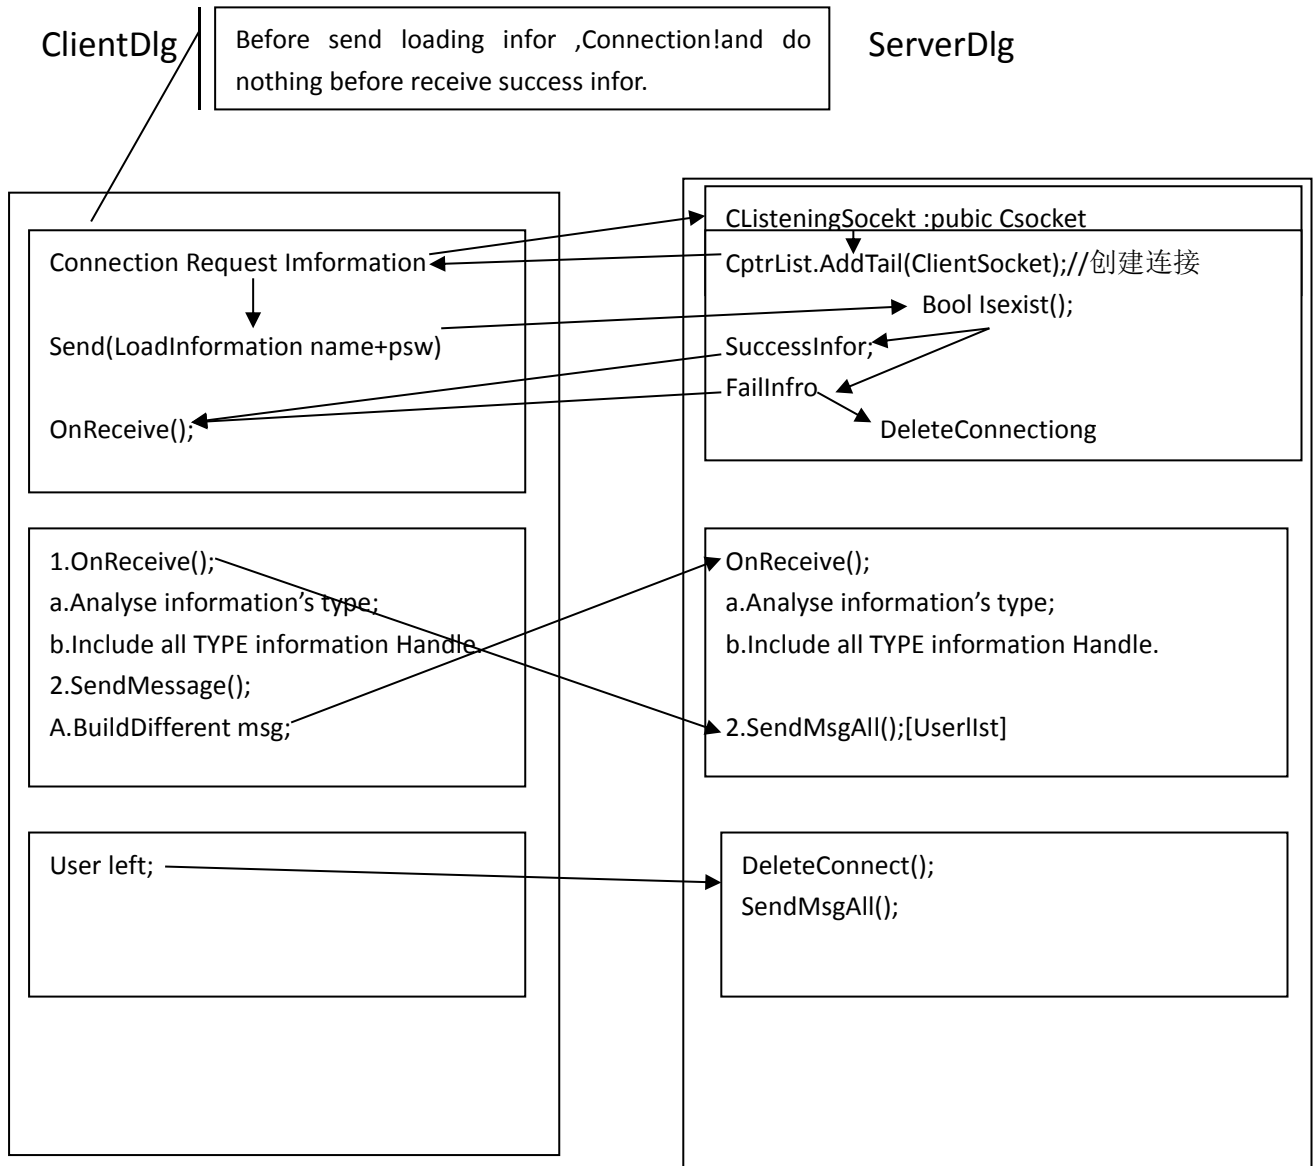 ClientDlg
Before send loading infor ,Connection!and do
nothing before receive success infor.
ServerDlg
Connection Request Imformation
Send(LoadInformation name+psw)
OnReceive();
CListeningSocekt :pubic Csocket
CptrList.AddTail(ClientSocket);//创建连接
Bool Isexist();
SuccessInfor;
FailInfro
DeleteConnectiong
1.OnReceive();
a.Analyse information’s type;
b.Include all TYPE information Handle.
2.SendMessage();
A.BuildDifferent msg;
OnReceive();
a.Analyse information’s type;
b.Include all TYPE information Handle.
2.SendMsgAll();[UserlIst]
User left;
DeleteConnect();
SendMsgAll();